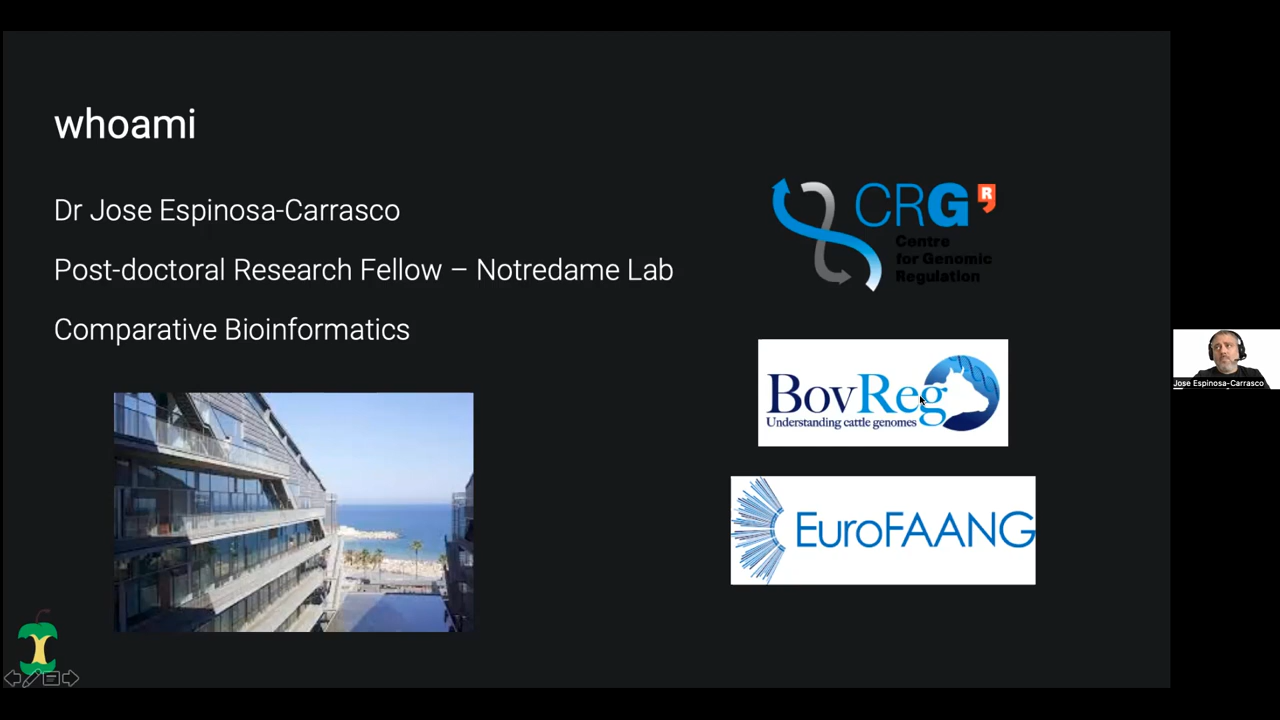 whoami
Dr Jose Espinosa-Carrasco
Post-doctoral Research Fellow – Notredame Lab
Comparative Bioinformatics
CRG
R
Centre
for Genomic
Regulation
BovReg
Understanding cattle genomes
EuroFAANG
Jose Espinosa-Carrasco